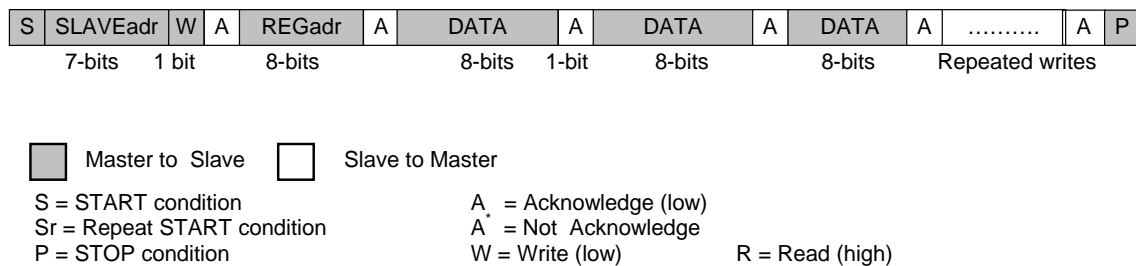 S SLAVEadr W A REGadr A DATA A DATA A DATA A ………. A P
7-bits 1 bit 8-bits 8-bits 1-bit 8-bits 8-bits Repeated writes
Master to Slave Slave to Master
S = START condition A = Acknowledge (low)
Sr = Repeat START condition A* = Not Acknowledge
P = STOP condition W = Write (low) R = Read (high)